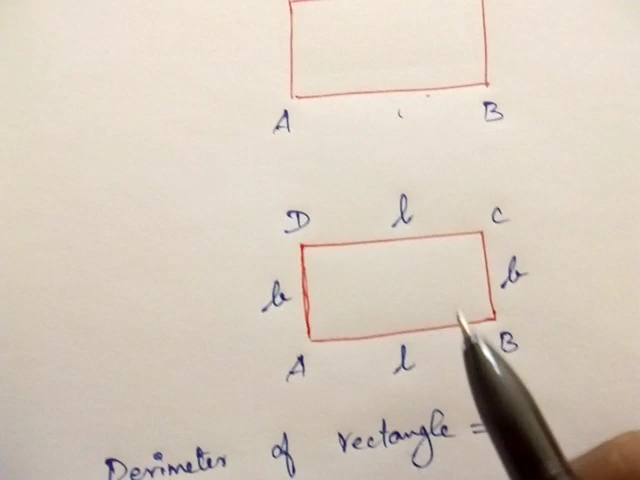 A B
D l C
b b
A l B
Perimeter of rectangle =